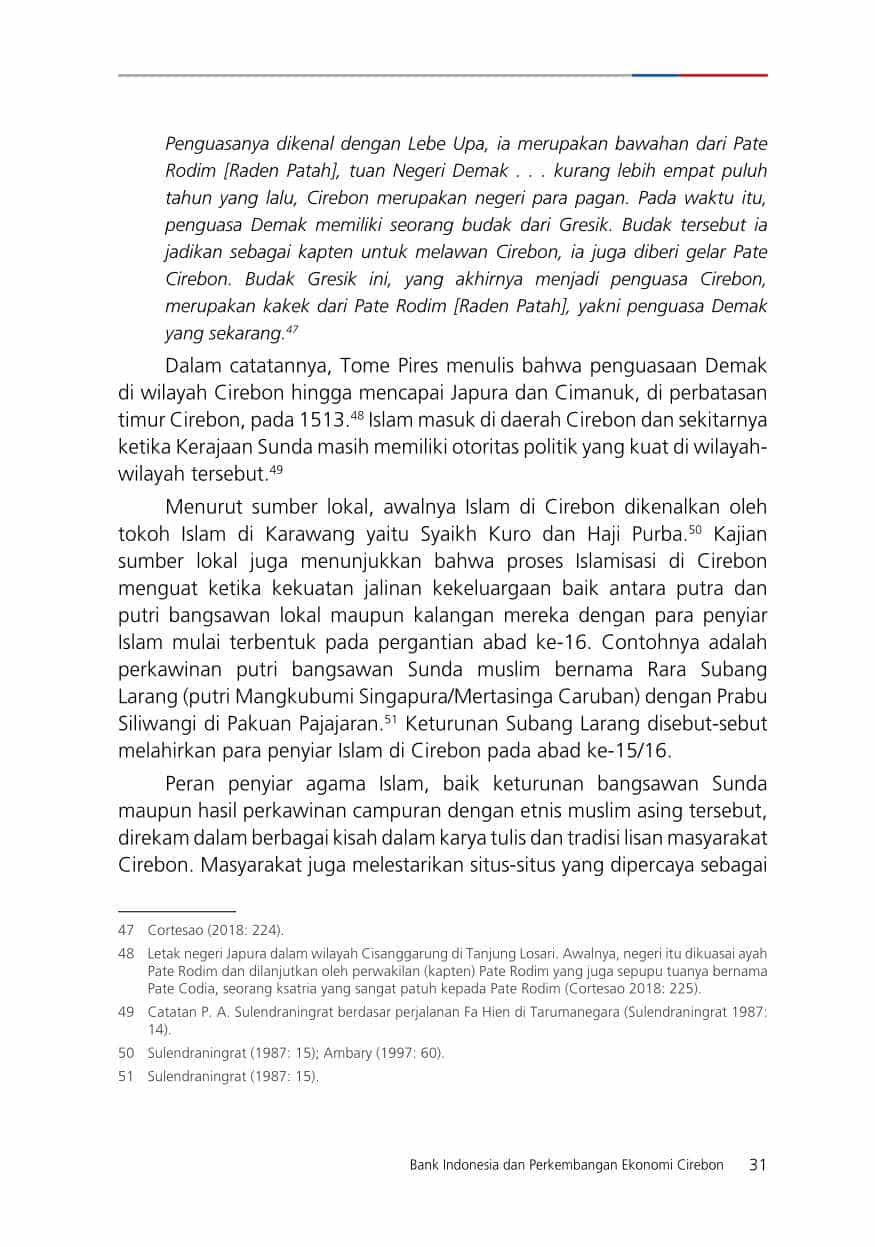 Penguasanya dikenal dengan Lebe Upa, ia merupakan bawahan dari Pate
Rodim [Raden Patah], tuan Negeri Demak . . . kurang lebih empat puluh
tahun yang lalu, Cirebon merupakan negeri para pagan. Pada waktu itu,
penguasa Demak memiliki seorang budak dari Gresik. Budak tersebut ia
jadikan sebagai kapten untuk melawan Cirebon, ia juga diberi gelar Pate
Cirebon. Budak Gresik ini, yang akhirnya menjadi penguasa Cirebon,
merupakan kakek dari Pate Rodim [Raden Patah], yakni penguasa Demak
yang sekarang.47
Dalam catatannya, Tome Pires menulis bahwa penguasaan Demak
di wilayah Cirebon hingga mencapai Japura dan Cimanuk, di perbatasan
timur Cirebon, pada 1513.48 Islam masuk di daerah Cirebon dan sekitarnya
ketika Kerajaan Sunda masih memiliki otoritas politik yang kuat di wilayah-
wilayah tersebut.49
Menurut sumber lokal, awalnya Islam di Cirebon dikenalkan oleh
tokoh Islam di Karawang yaitu Syaikh Kuro dan Haji Purba.50 Kajian
sumber lokal juga menunjukkan bahwa proses Islamisasi di Cirebon
menguat ketika kekuatan jalinan kekeluargaan baik antara putra dan
putri bangsawan lokal maupun kalangan mereka dengan para penyiar
Islam mulai terbentuk pada pergantian abad ke-16. Contohnya adalah
perkawinan putri bangsawan Sunda muslim bernama Rara Subang
Larang (putri Mangkubumi Singapura/Mertasinga Caruban) dengan Prabu
Siliwangi di Pakuan Pajajaran.51 Keturunan Subang Larang disebut-sebut
melahirkan para penyiar Islam di Cirebon pada abad ke-15/16.
Peran penyiar agama Islam, baik keturunan bangsawan Sunda
maupun hasil perkawinan campuran dengan etnis muslim asing tersebut,
direkam dalam berbagai kisah dalam karya tulis dan tradisi lisan masyarakat
Cirebon. Masyarakat juga melestarikan situs-situs yang dipercaya sebagai
47 Cortesao (2018: 224).
48 Letak negeri Japura dalam wilayah Cisanggarung di Tanjung Losari. Awalnya, negeri itu dikuasai ayah
Pate Rodim dan dilanjutkan oleh perwakilan (kapten) Pate Rodim yang juga sepupu tuanya bernama
Pate Codia, seorang ksatria yang sangat patuh kepada Pate Rodim (Cortesao 2018: 225).
49 Catatan P. A. Sulendraningrat berdasar perjalanan Fa Hien di Tarumanegara (Sulendraningrat 1987:
14).
50 Sulendraningrat (1987: 15); Ambary (1997: 60).
51 Sulendraningrat (1987: 15).
Bank Indonesia dan Perkembangan Ekonomi Cirebon 31